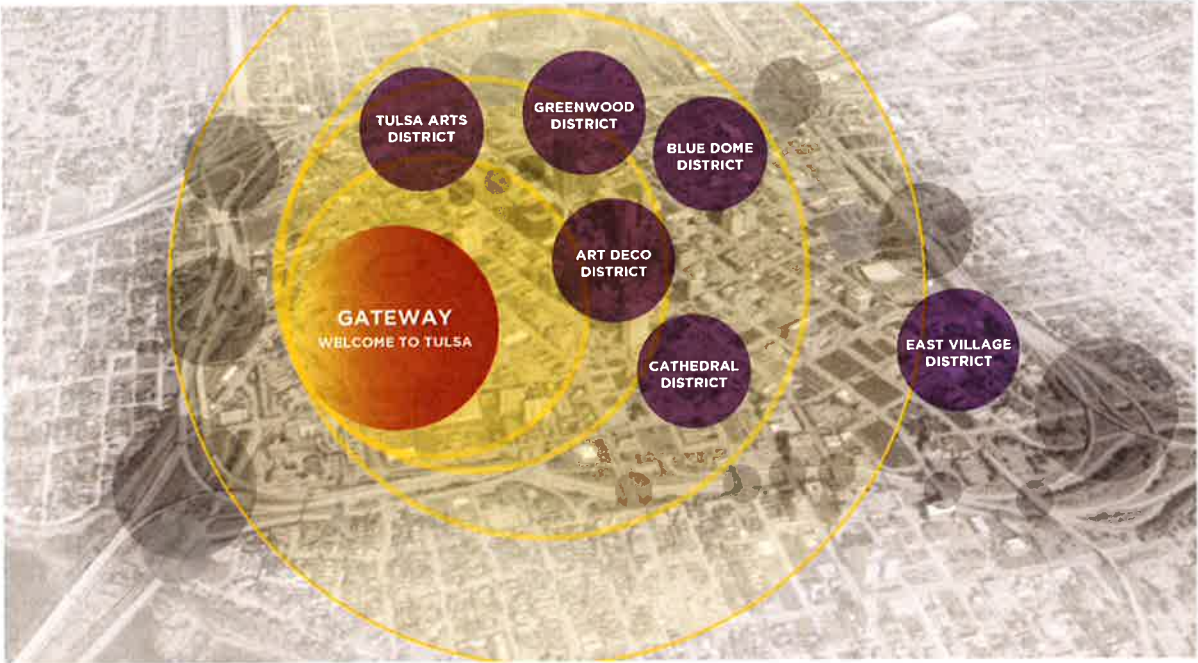 TULSA ARTS
DISTRICT
GREENWOOD
DISTRICT
BLUE DOME
DISTRICT
ART DECO
DISTRICT
GATEWAY
WELCOME TO TULSA
CATHEDRAL
DISTRICT
EAST VILLAGE
DISTRICT